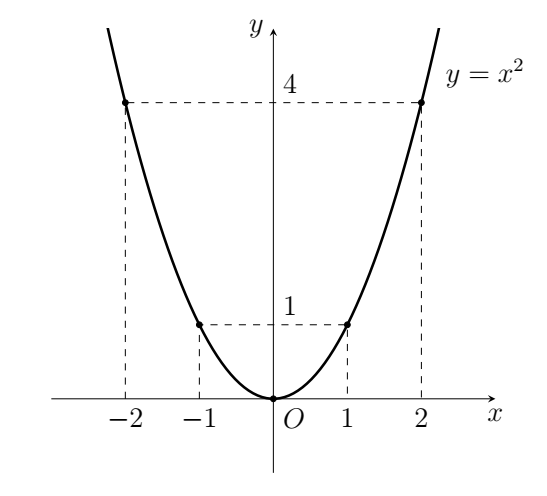 y
y = x²
4
1
−2 −1 O 1 2 x